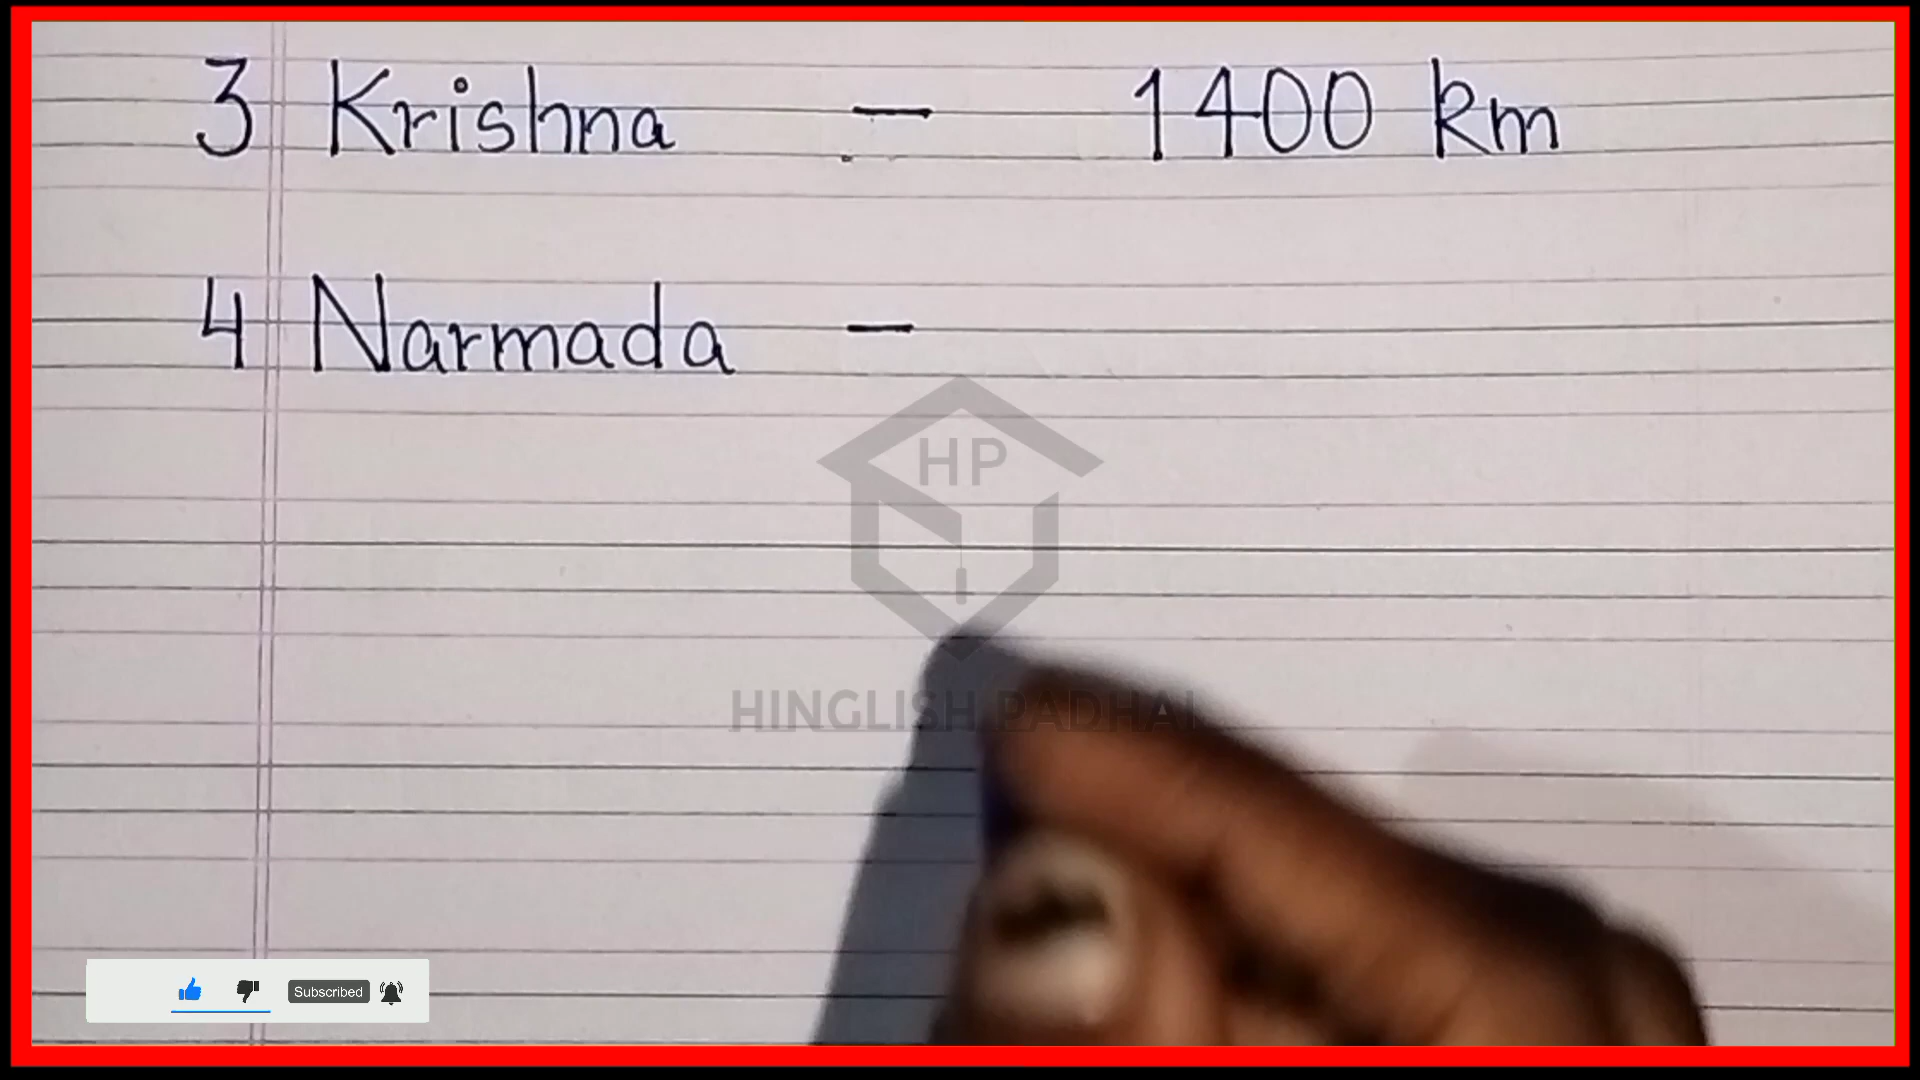 3 Krishna - 1400 km
4 Narmada -
HP
HINGLISH PADHAI
Subscribed